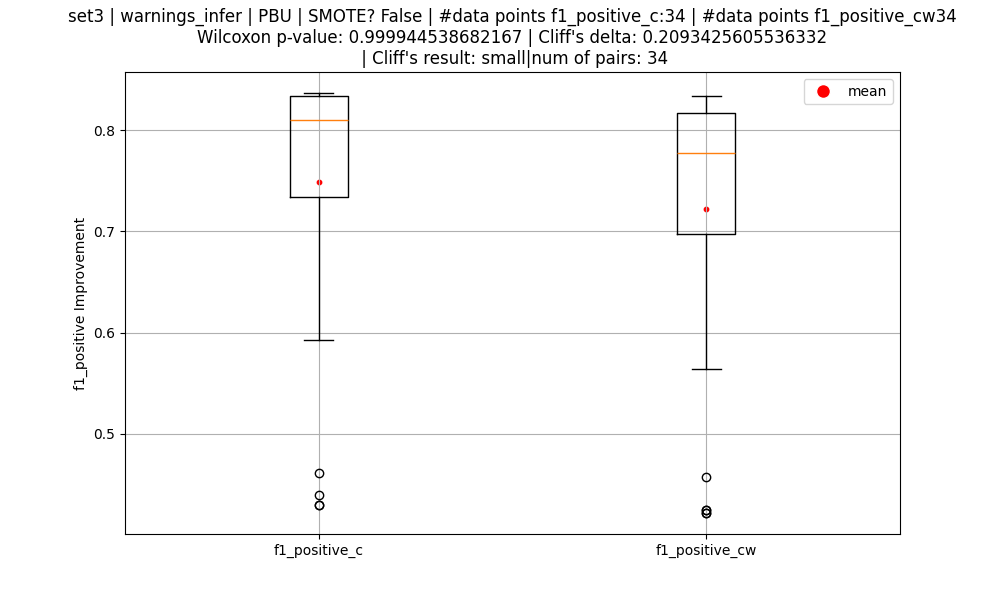 set3 | warnings_infer | PBU | SMOTE? False | #data points f1_positive_c:34 | #data points f1_positive_cw34
Wilcoxon p-value: 0.999944538682167 | Cliff's delta: 0.2093425605536332
| Cliff's result: small|num of pairs: 34
mean
0.8
0.7
0.6
0.5
f1_positive Improvement
f1_positive_c
f1_positive_cw